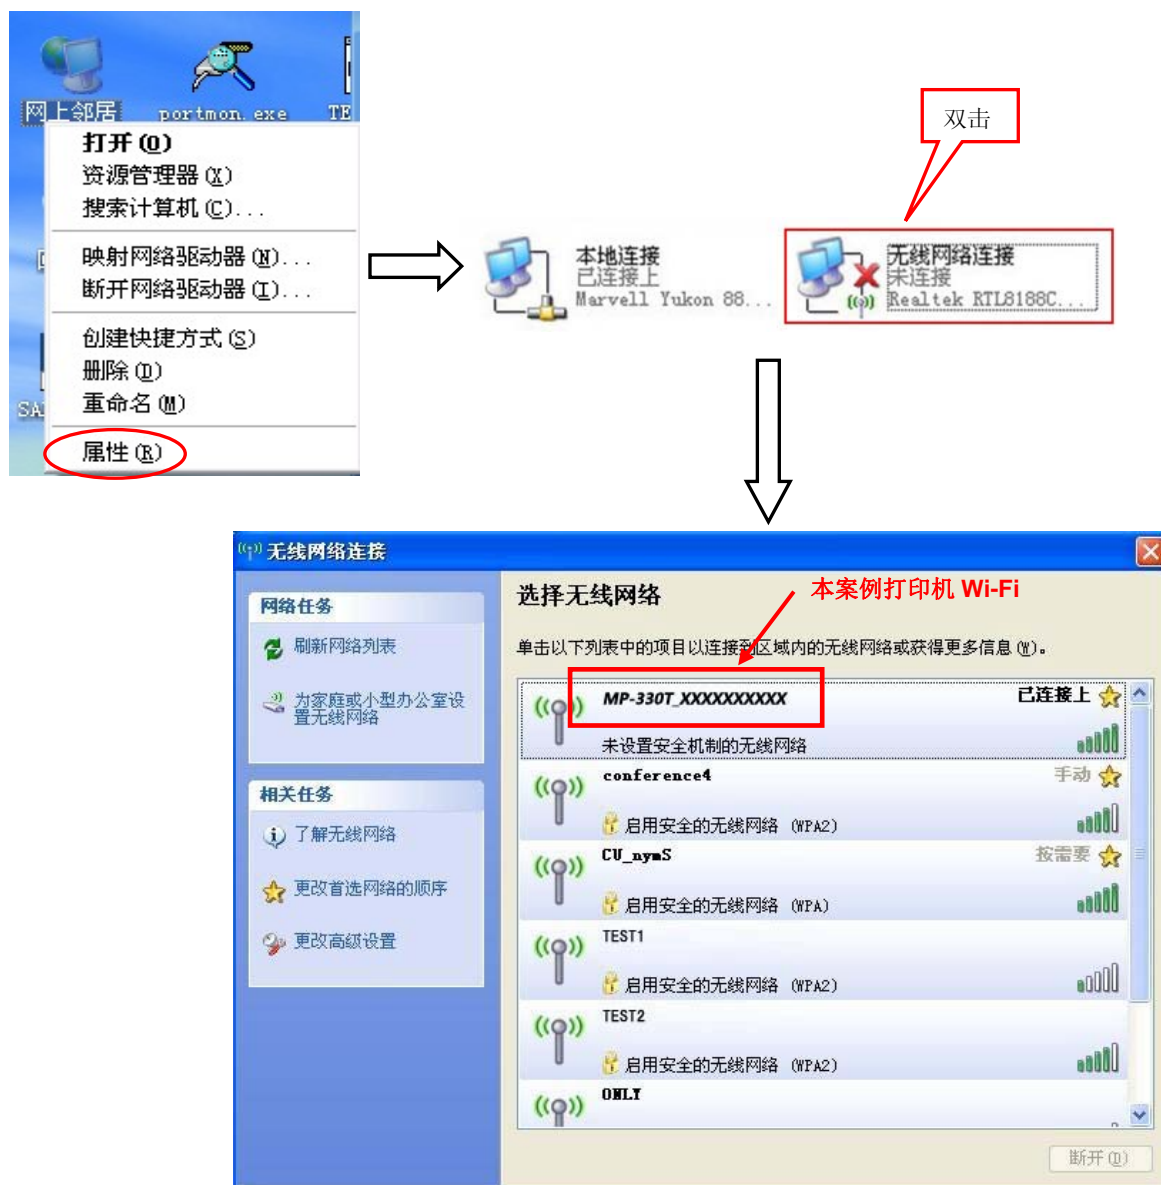 网上邻居
portmon.exe
TE
打开(O)
资源管理器(X)
搜索计算机(C)...
映射网络驱动器(N)...
断开网络驱动器(I)...
创建快捷方式(S)
删除(D)
重命名(M)
SA
属性(R)
双击
本地连接
已连接上
Marvell Yukon 88...
无线网络连接
未连接
Realtek RTL8188C...
无线网络连接
网络任务
刷新网络列表
为家庭或小型办公室设
置无线网络
相关任务
了解无线网络
更改首选网络的顺序
更改高级设置
选择无线网络
本案例打印机 Wi-Fi
单击以下列表中的项目以连接到区域内的无线网络或获得更多信息(W)。
MP-330T_XXXXXXXXXX
已连接上
未设置安全机制的无线网络
conference4
手动
启用安全的无线网络 (WPA2)
CU_nymS
按需要
启用安全的无线网络 (WPA)
TEST1
启用安全的无线网络 (WPA2)
TEST2
启用安全的无线网络 (WPA2)
ONLY
断开(D)